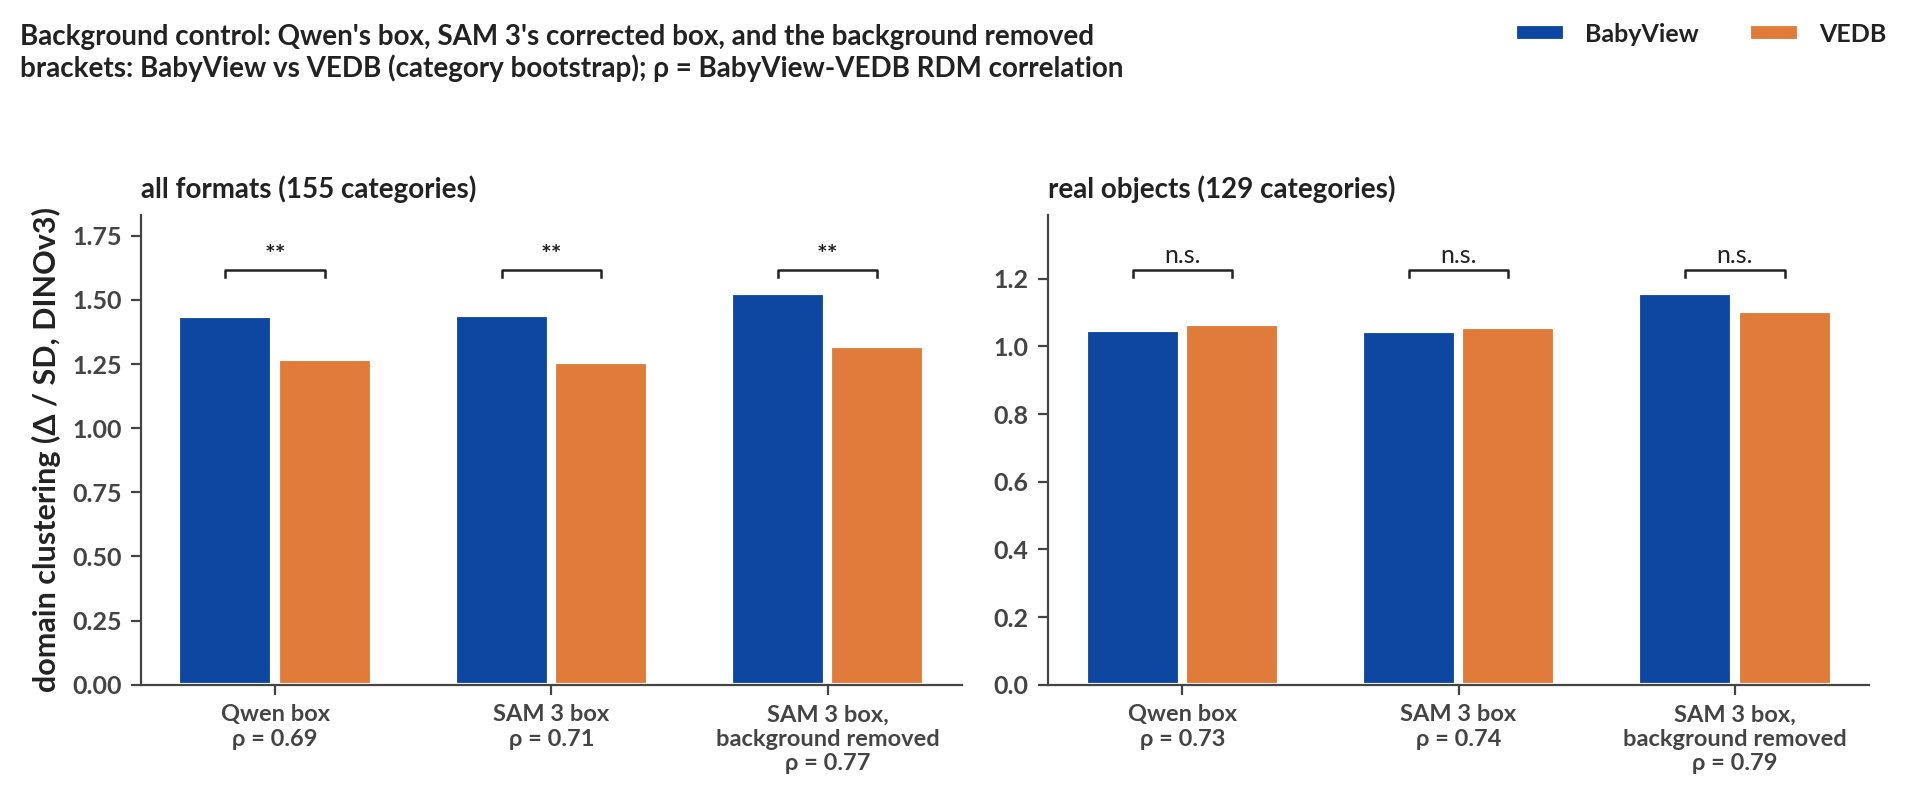 Background control: Qwen's box, SAM 3's corrected box, and the background removed
brackets: BabyView vs VEDB (category bootstrap); ρ = BabyView-VEDB RDM correlation
BabyView
VEDB
all formats (155 categories)
domain clustering (Δ / SD, DINOv3)
1.75
1.50
1.25
1.00
0.75
0.50
0.25
0.00
**
**
**
Qwen box
ρ = 0.69
SAM 3 box
ρ = 0.71
SAM 3 box,
background removed
ρ = 0.77
real objects (129 categories)
1.2
1.0
0.8
0.6
0.4
0.2
0.0
n.s.
n.s.
n.s.
Qwen box
ρ = 0.73
SAM 3 box
ρ = 0.74
SAM 3 box,
background removed
ρ = 0.79